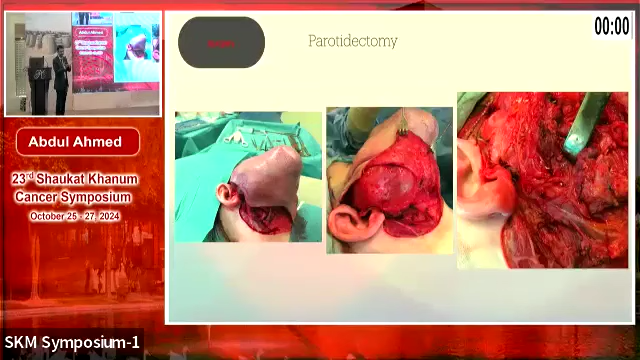 00:00
Parotidectomy
Abdul Ahmed
23rd Shaukat Khanum
Cancer Symposium
October 25 - 27, 2024
SKM Symposium-1